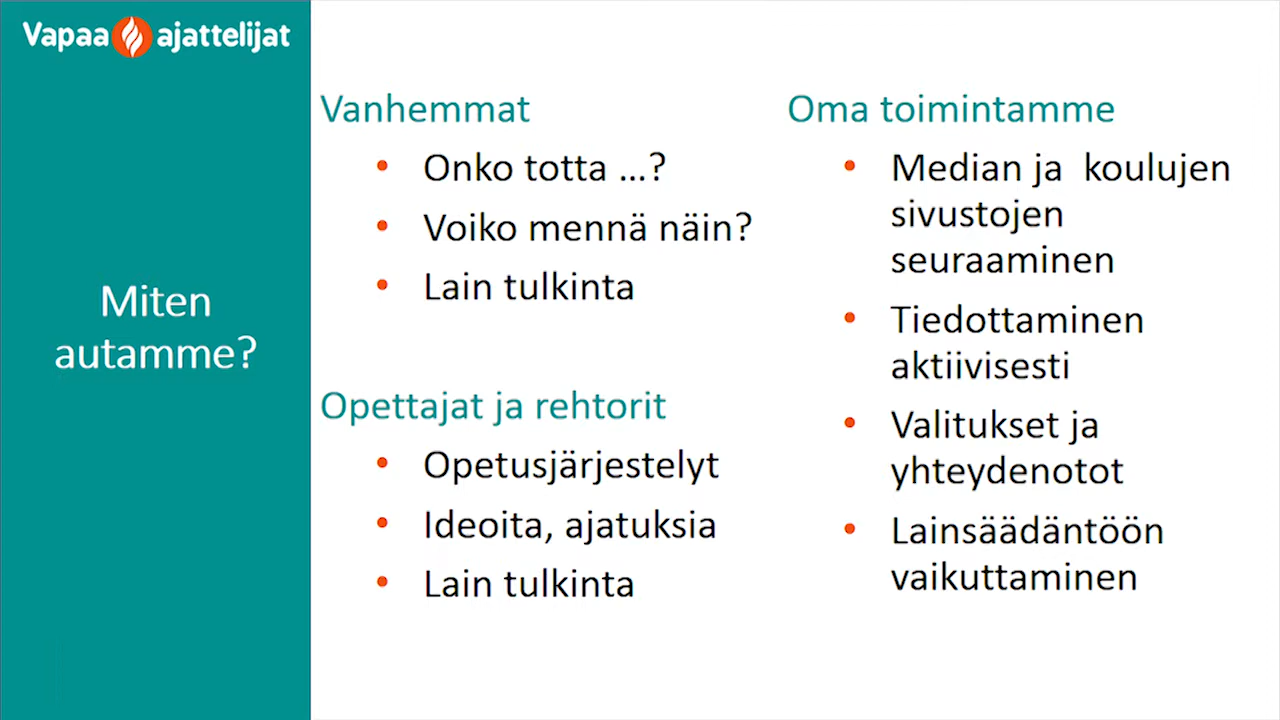 Vapaa ajattelijat
Miten
autamme?
Vanhemmat
• Onko totta ...?
• Voiko mennä näin?
• Lain tulkinta
Opettajat ja rehtorit
• Opetusjärjestelyt
• Ideoita, ajatuksia
• Lain tulkinta
Oma toimintamme
• Median ja koulujen
sivustojen
seuraaminen
• Tiedottaminen
aktiivisesti
• Valitukset ja
yhteydenotot
• Lainsäädäntöön
vaikuttaminen